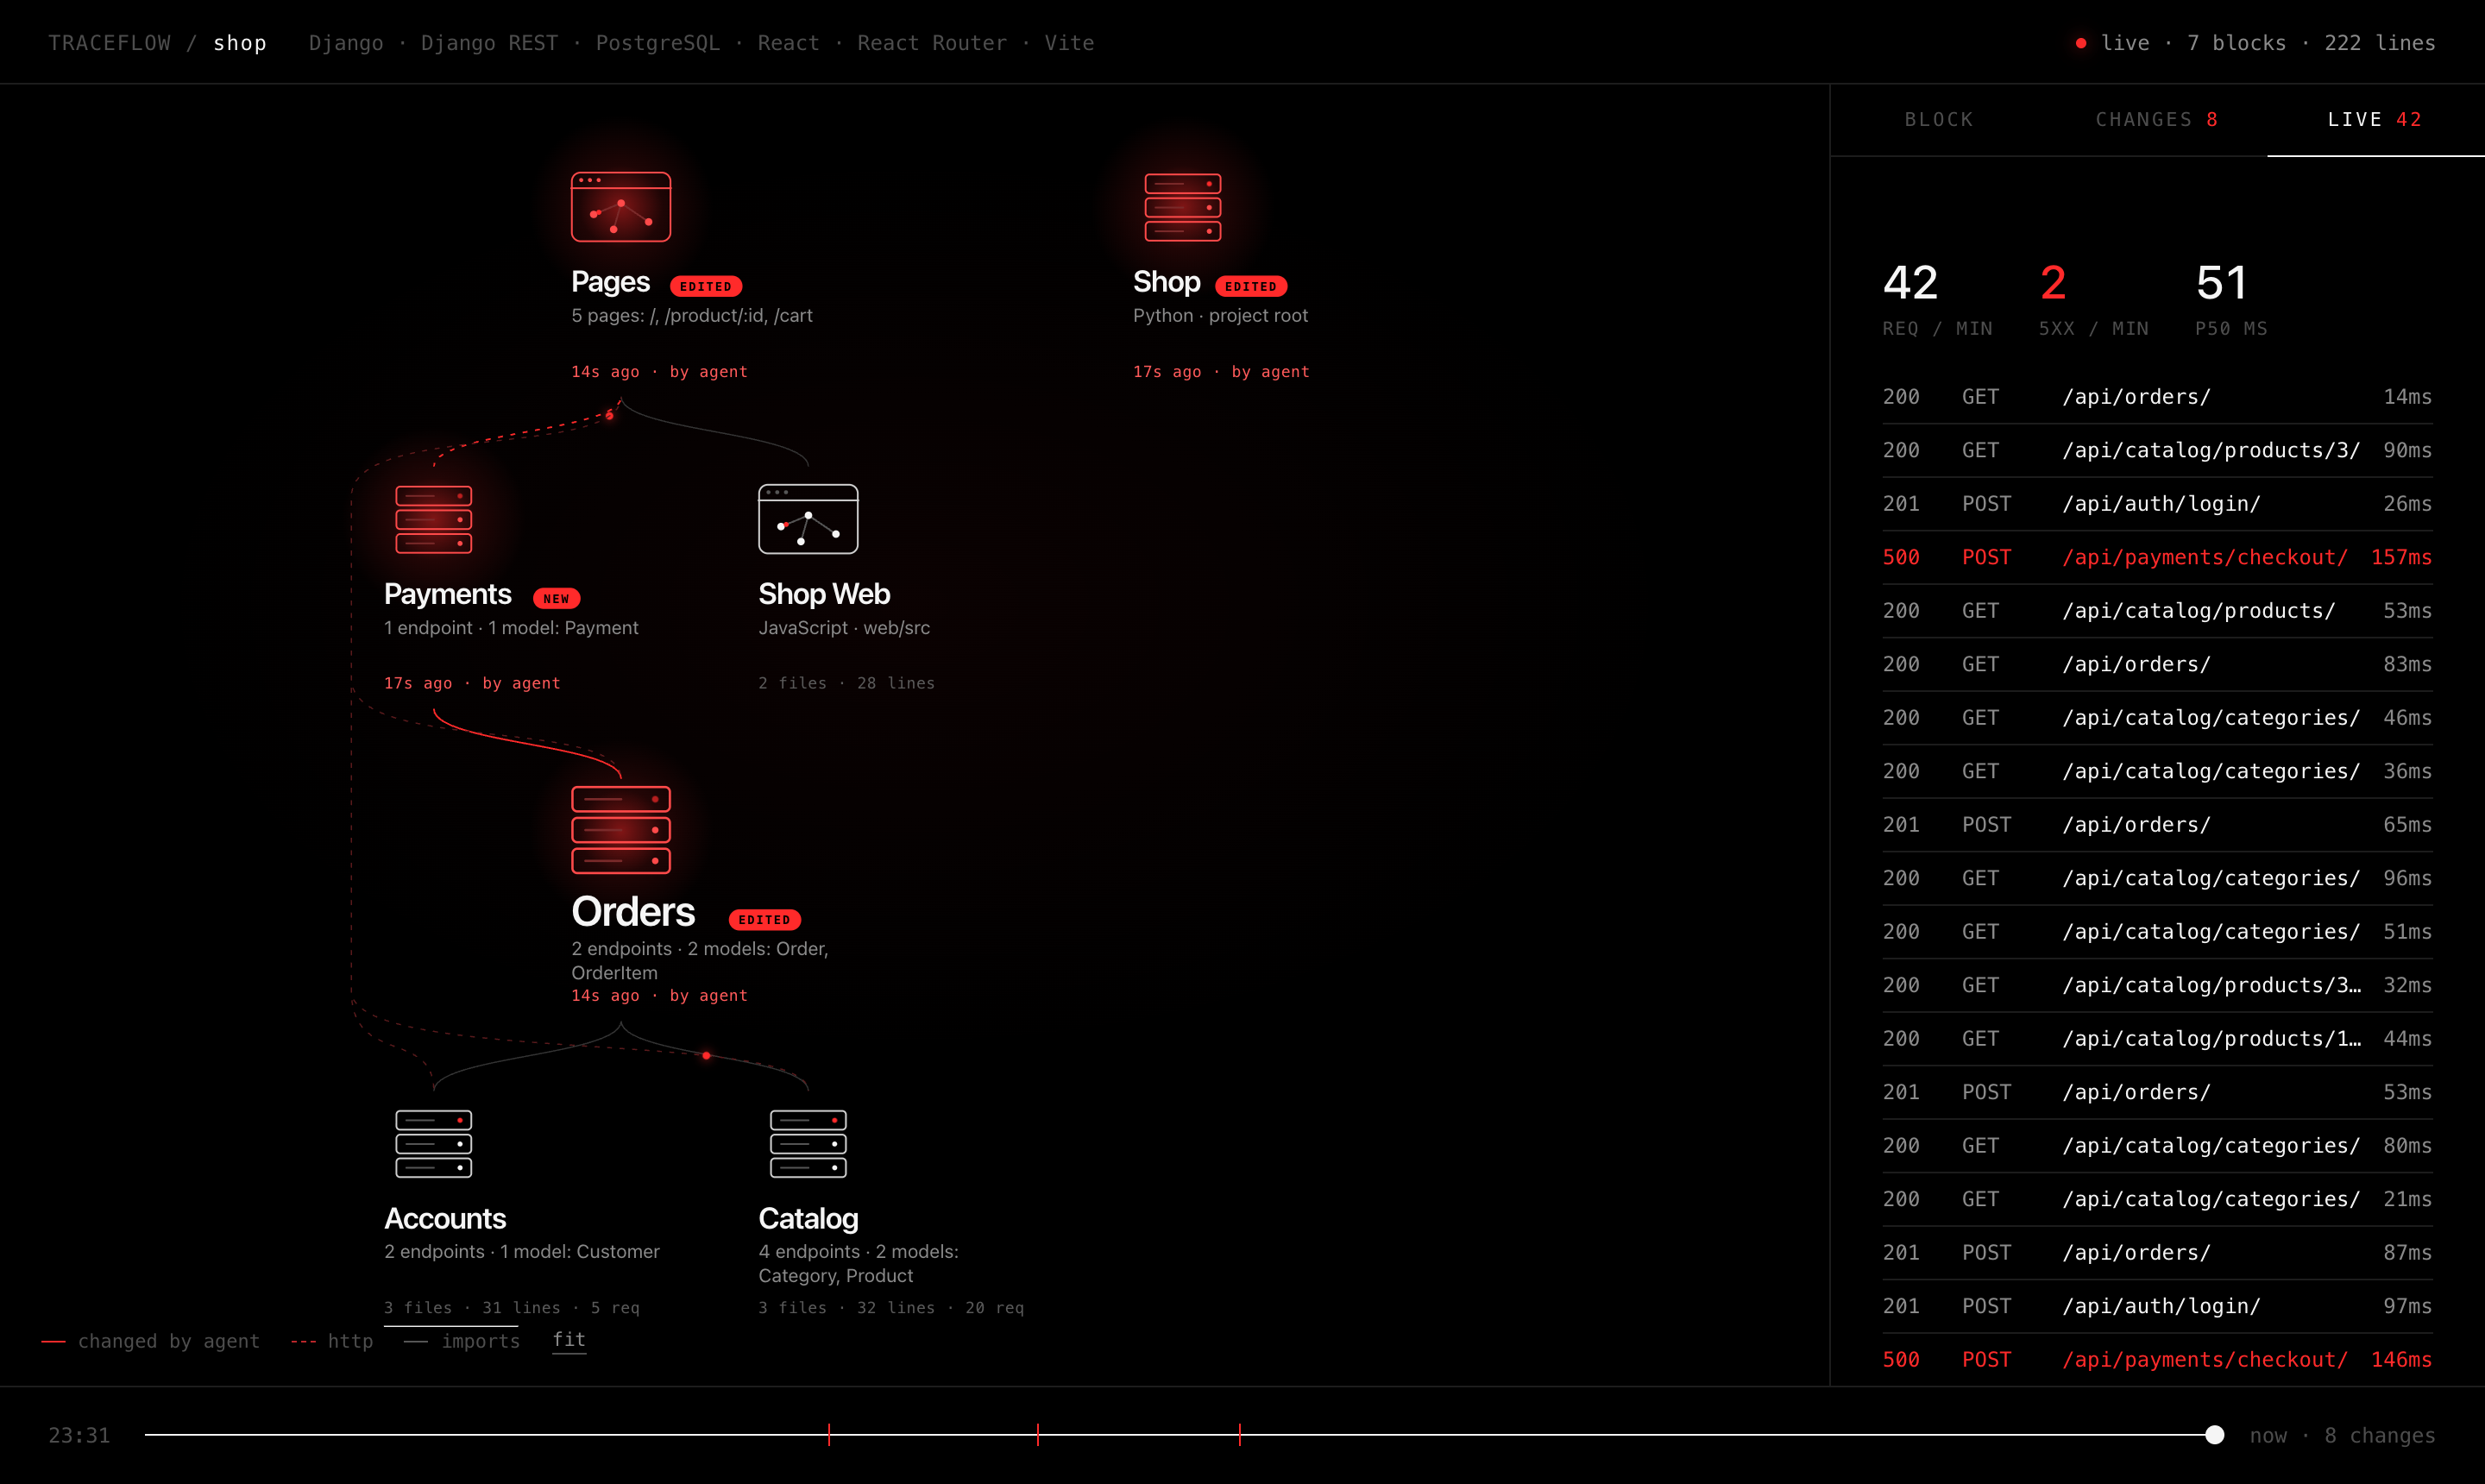 TRACEFLOW / shop Django · Django REST · PostgreSQL · React · React Router · Vite
live · 7 blocks · 222 lines
Pages EDITED
5 pages: /, /product/:id, /cart
14s ago · by agent
Shop EDITED
Python · project root
17s ago · by agent
Payments NEW
1 endpoint · 1 model: Payment
17s ago · by agent
Shop Web
JavaScript · web/src
2 files · 28 lines
Orders EDITED
2 endpoints · 2 models: Order,
OrderItem
14s ago · by agent
Accounts
2 endpoints · 1 model: Customer
3 files · 31 lines · 5 req
Catalog
4 endpoints · 2 models:
Category, Product
3 files · 32 lines · 20 req
changed by agent http imports fit
BLOCK CHANGES 8 LIVE 42
42 2 51
REQ / MIN 5XX / MIN P50 MS
200 GET /api/orders/ 14ms
200 GET /api/catalog/products/3/ 90ms
201 POST /api/auth/login/ 26ms
500 POST /api/payments/checkout/ 157ms
200 GET /api/catalog/products/ 53ms
200 GET /api/orders/ 83ms
200 GET /api/catalog/categories/ 46ms
200 GET /api/catalog/categories/ 36ms
201 POST /api/orders/ 65ms
200 GET /api/catalog/categories/ 96ms
200 GET /api/catalog/categories/ 51ms
200 GET /api/catalog/products/3… 32ms
200 GET /api/catalog/products/1… 44ms
201 POST /api/orders/ 53ms
200 GET /api/catalog/categories/ 80ms
200 GET /api/catalog/categories/ 21ms
201 POST /api/orders/ 87ms
201 POST /api/auth/login/ 97ms
500 POST /api/payments/checkout/ 146ms
23:31 now · 8 changes